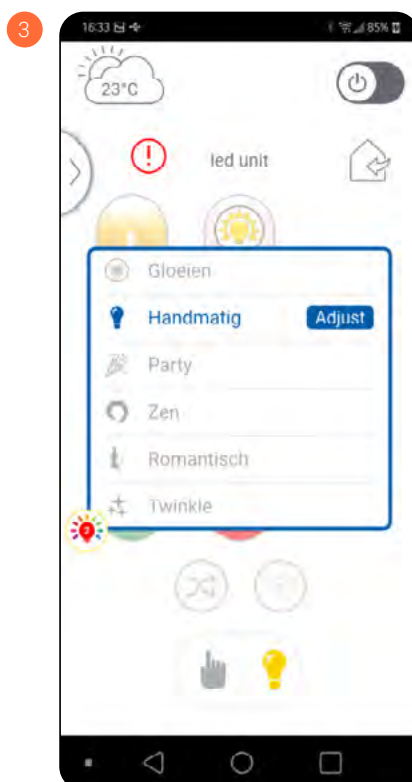 3
16:33 85%
23°C
led unit
Gloeien
Handmatig Adjust
Party
Zen
Romantisch
Twinkle